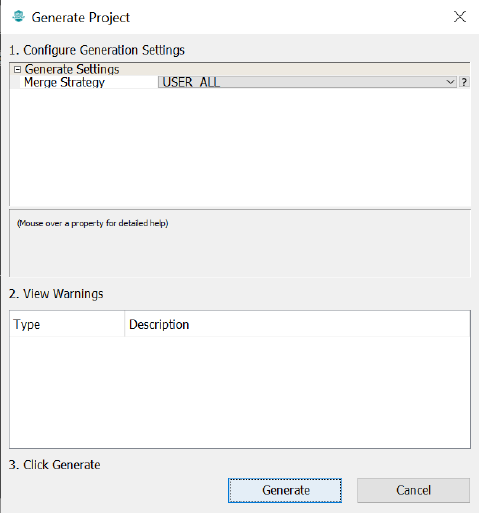 Generate Project
1. Configure Generation Settings
Generate Settings
Merge Strategy USER_ALL ?
(Mouse over a property for detailed help)
2. View Warnings
Type Description
3. Click Generate
Generate Cancel